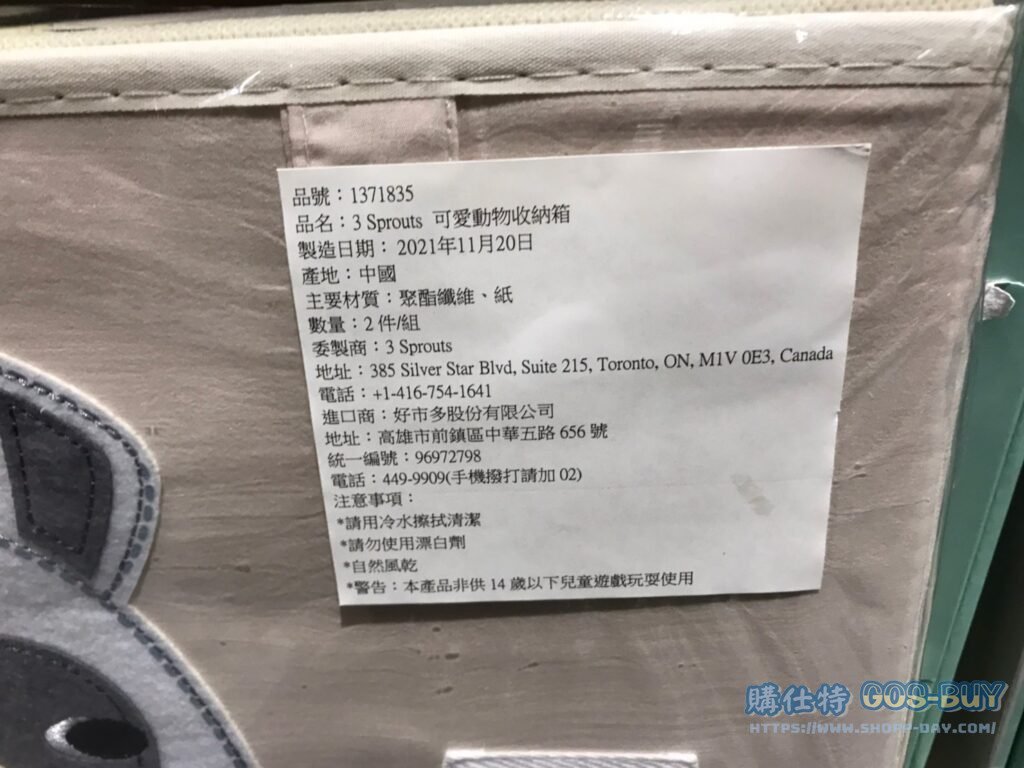 品號：1371835
品名：3 Sprouts 可愛動物收納箱
製造日期： 2021年11月20日
產地：中國
主要材質：聚酯纖維、紙
數量：2 件/組
委製商：3 Sprouts
地址：385 Silver Star Blvd, Suite 215, Toronto, ON, M1V 0E3, Canada
電話：+1-416-754-1641
進口商：好市多股份有限公司
地址：高雄市前鎮區中華五路 656 號
統一編號：96972798
電話：449-9909(手機撥打請加 02)
注意事項：
*請用冷水擦拭清潔
*請勿使用漂白劑
*自然風乾
*警告：本產品非供 14 歲以下兒童遊戲玩耍使用
購仕特 GOS-BUY
HTTPS://WWW.SHOPP-DAY.COM/